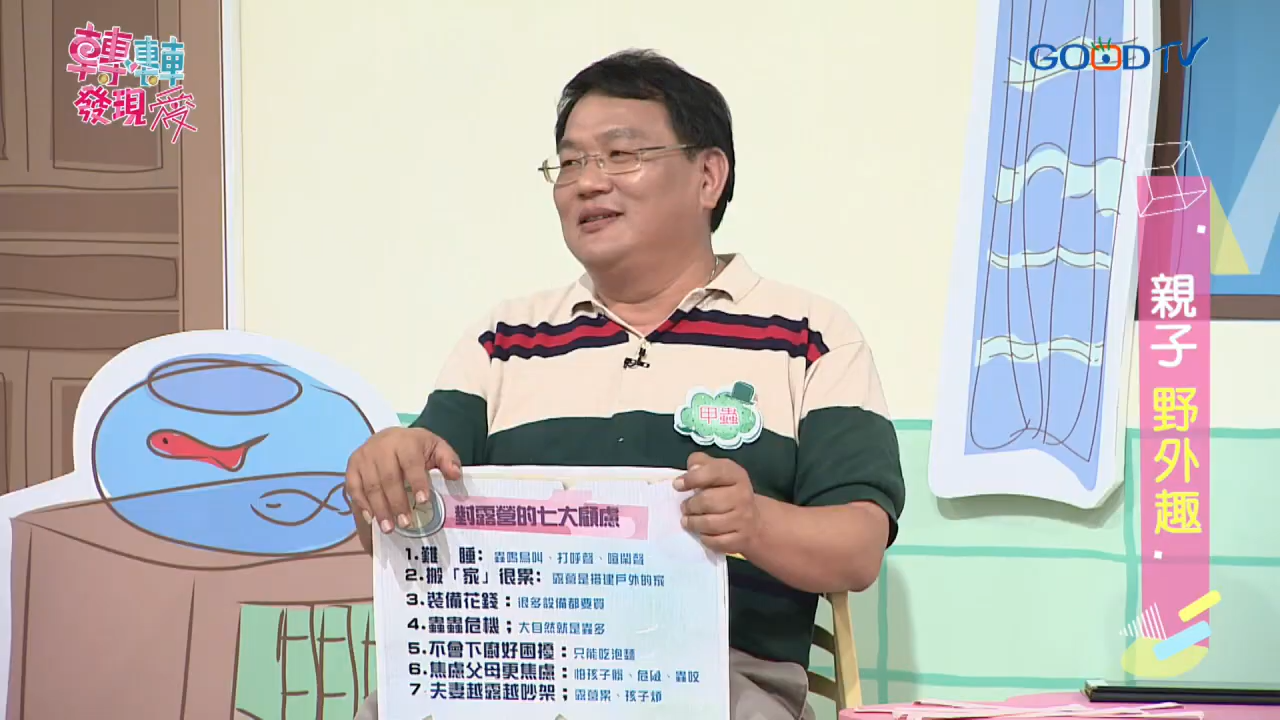 轉轉
發現愛
GOOD TV
親子 野外趣
甲蟲
對露營的七大顧慮
1.難 睡：蟲鳴鳥叫、打呼聲、喧鬧聲
2.搬「家」很累：露營是搭建戶外的家
3.裝備花錢：很多設備都要買
4.蟲蟲危機；大自然就是蟲多
5.不會下廚好困擾：只能吃泡麵
6.焦慮父母更焦慮：怕孩子髒、危險、蟲咬
7 夫妻越露越吵架；露營累、孩子煩